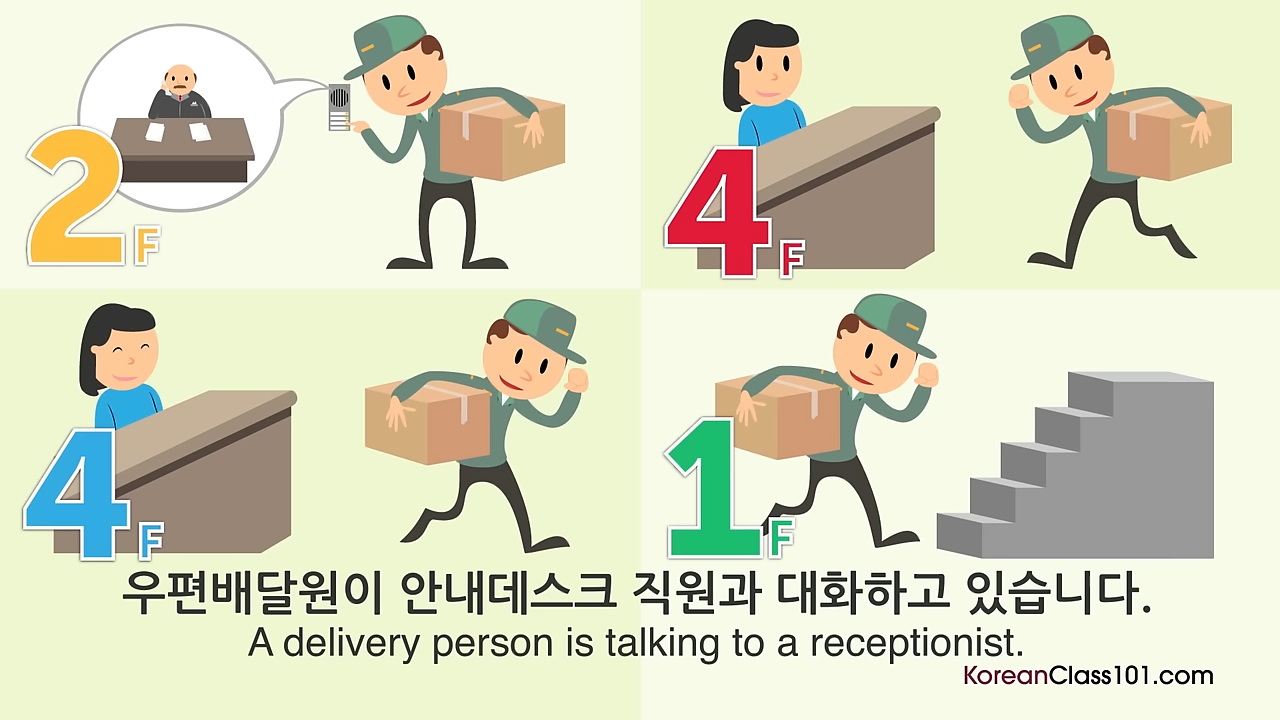 2F
4F
4F
1F
우편배달원이 안내데스크 직원과 대화하고 있습니다.
A delivery person is talking to a receptionist.
KoreanClass101.com